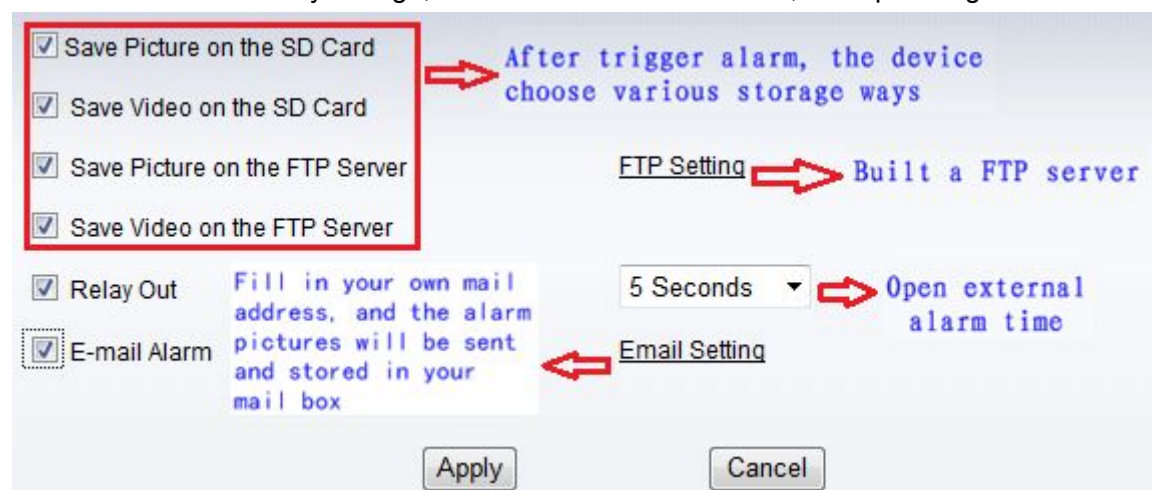 Save Picture on the SD Card
After trigger alarm, the device
choose various storage ways
Save Video on the SD Card
Save Picture on the FTP Server
FTP Setting
Built a FTP server
Save Video on the FTP Server
Relay Out
Fill in your own mail
address, and the alarm
pictures will be sent
and stored in your
mail box
5 Seconds
Open external
alarm time
E-mail Alarm
Email Setting
Apply
Cancel